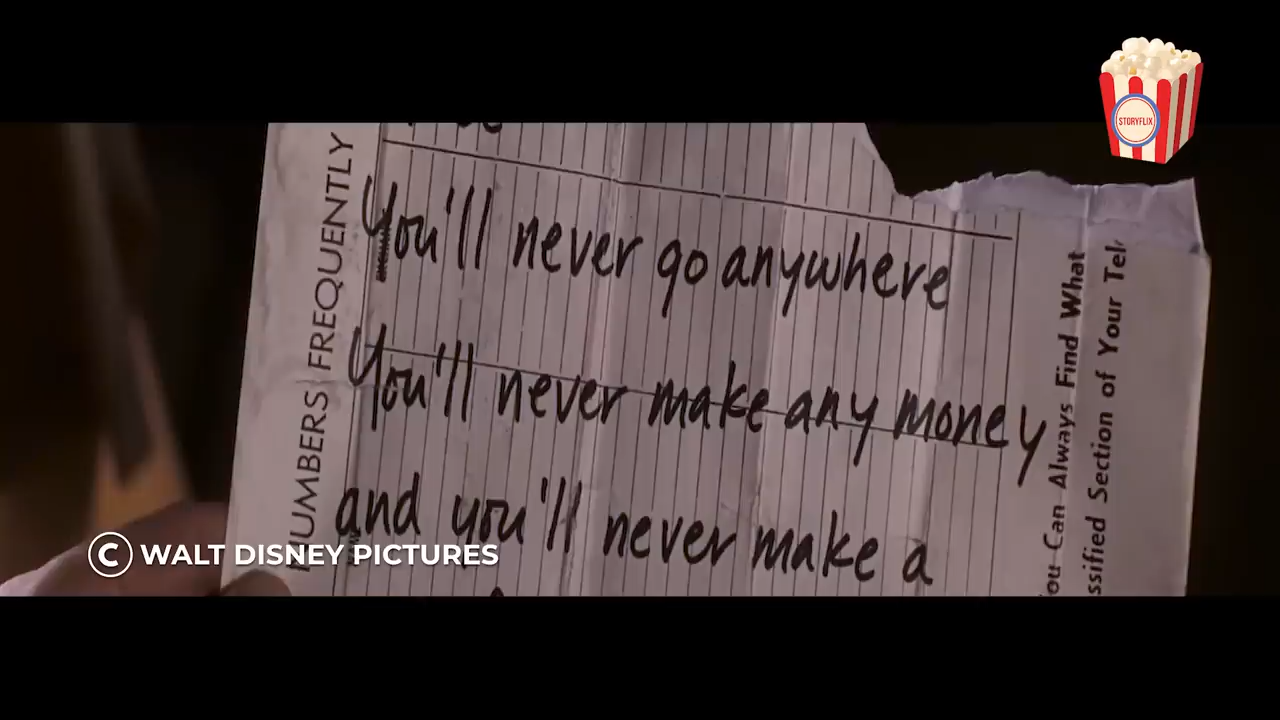 STORYFLIX
You'll never go anywhere
You'll never make any money
and you'll never make a
NUMBERS FREQUENTLY
You Can Always Find What
ssified Section of Your Tel
© WALT DISNEY PICTURES